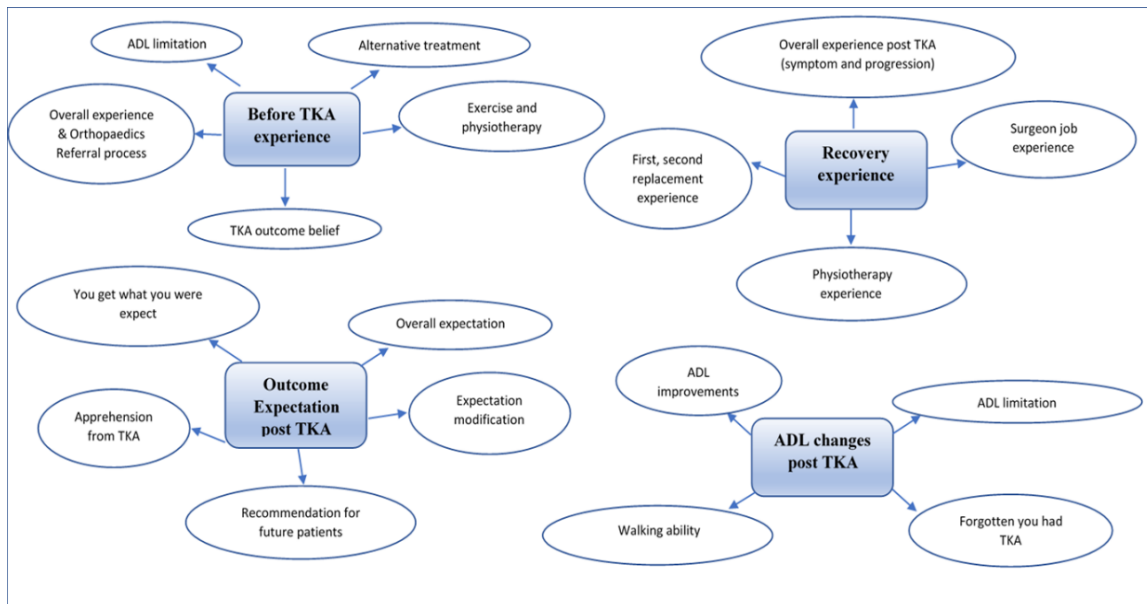 ADL limitation
Alternative treatment
Before TKA
experience
Overall experience
& Orthopaedics
Referral process
Exercise and
physiotherapy
TKA outcome belief
Overall experience post TKA
(symptom and progression)
Recovery
experience
First, second
replacement
experience
Surgeon job
experience
Physiotherapy
experience
You get what you were
expect
Overall expectation
Outcome
Expectation
post TKA
Apprehension
from TKA
Expectation
modification
Recommendation for
future patients
ADL
improvements
ADL limitation
ADL changes
post TKA
Walking ability
Forgotten you had
TKA